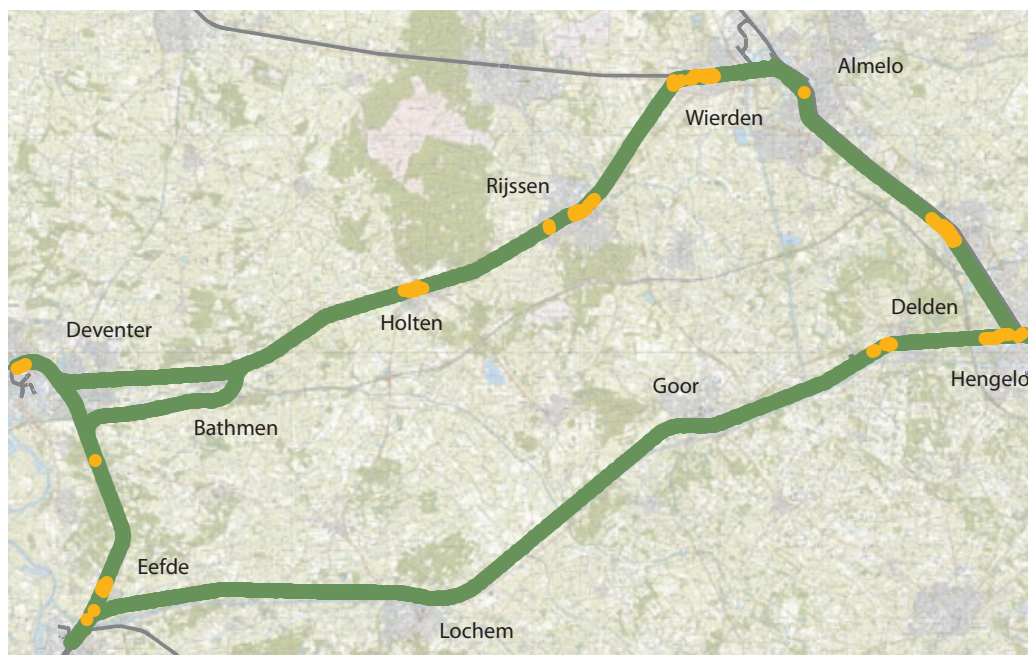 Almelo
Wierden
Rijssen
Delden
Holten
Deventer
Hengelo
Goor
Bathmen
Eefde
Lochem